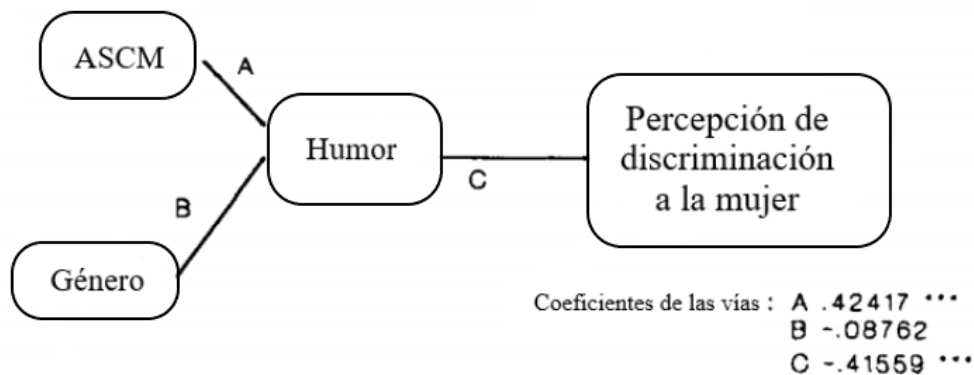 ASCM
A
Humor
Percepción de
discriminación
a la mujer
C
B
Género
Coeficientes de las vías : A .42417 ***
B -.08762
C -.41559 ***